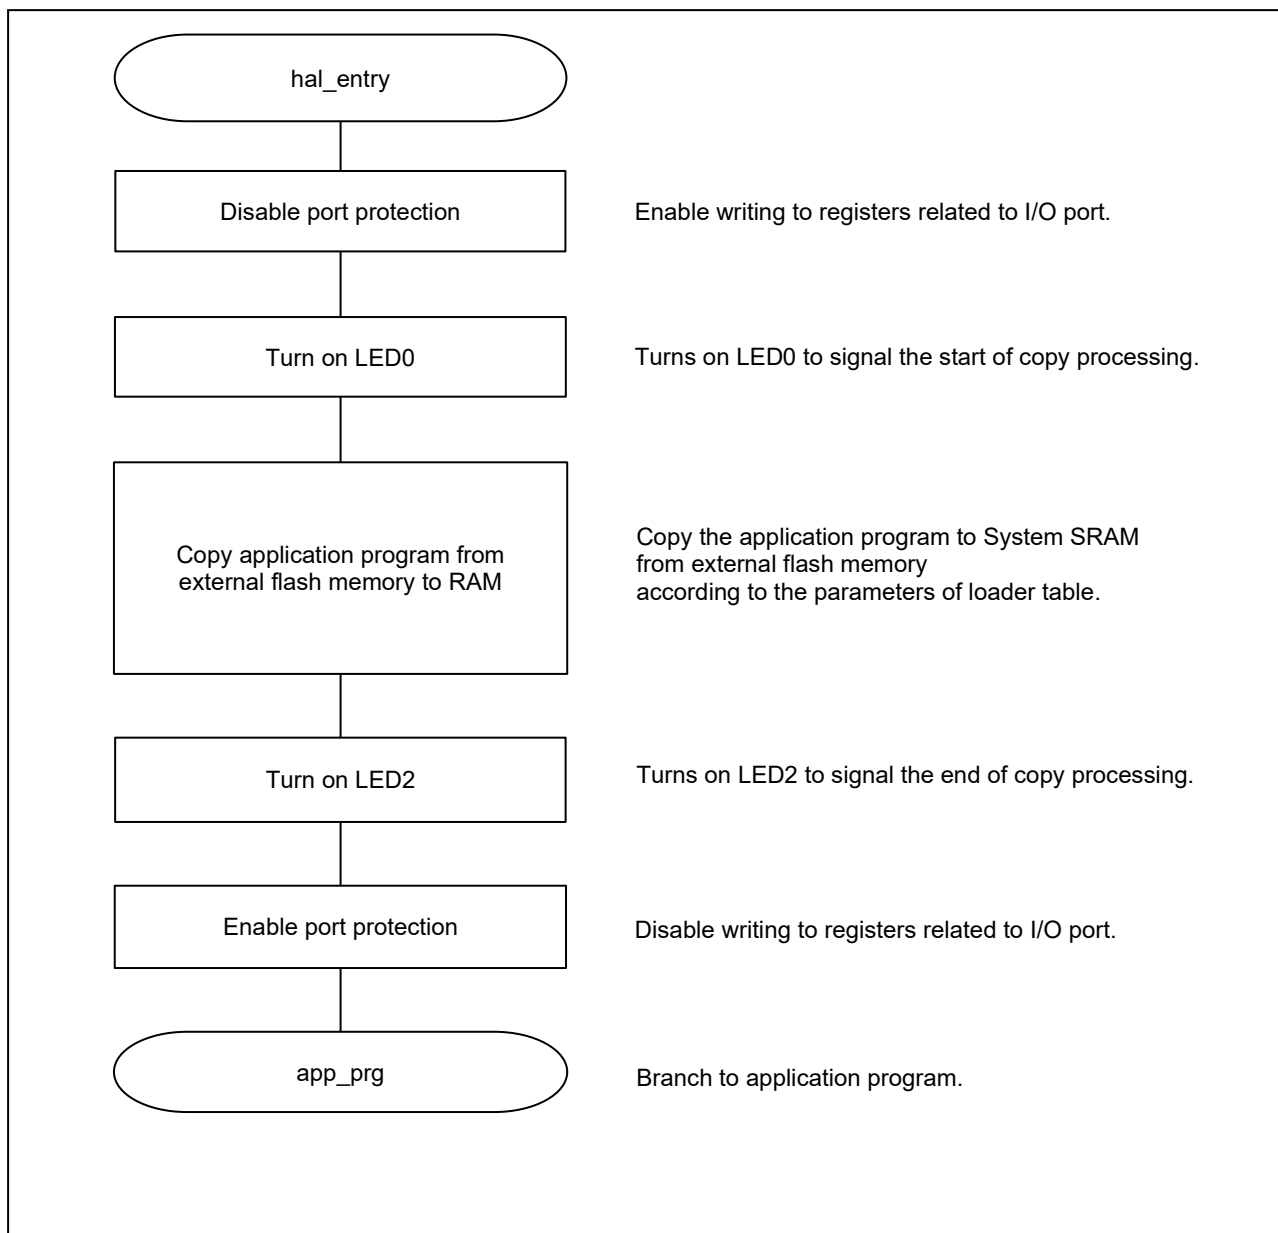 hal_entry
Disable port protection
Enable writing to registers related to I/O port.
Turn on LED0
Turns on LED0 to signal the start of copy processing.
Copy application program from
external flash memory to RAM
Copy the application program to System SRAM
from external flash memory
according to the parameters of loader table.
Turn on LED2
Turns on LED2 to signal the end of copy processing.
Enable port protection
Disable writing to registers related to I/O port.
app_prg
Branch to application program.